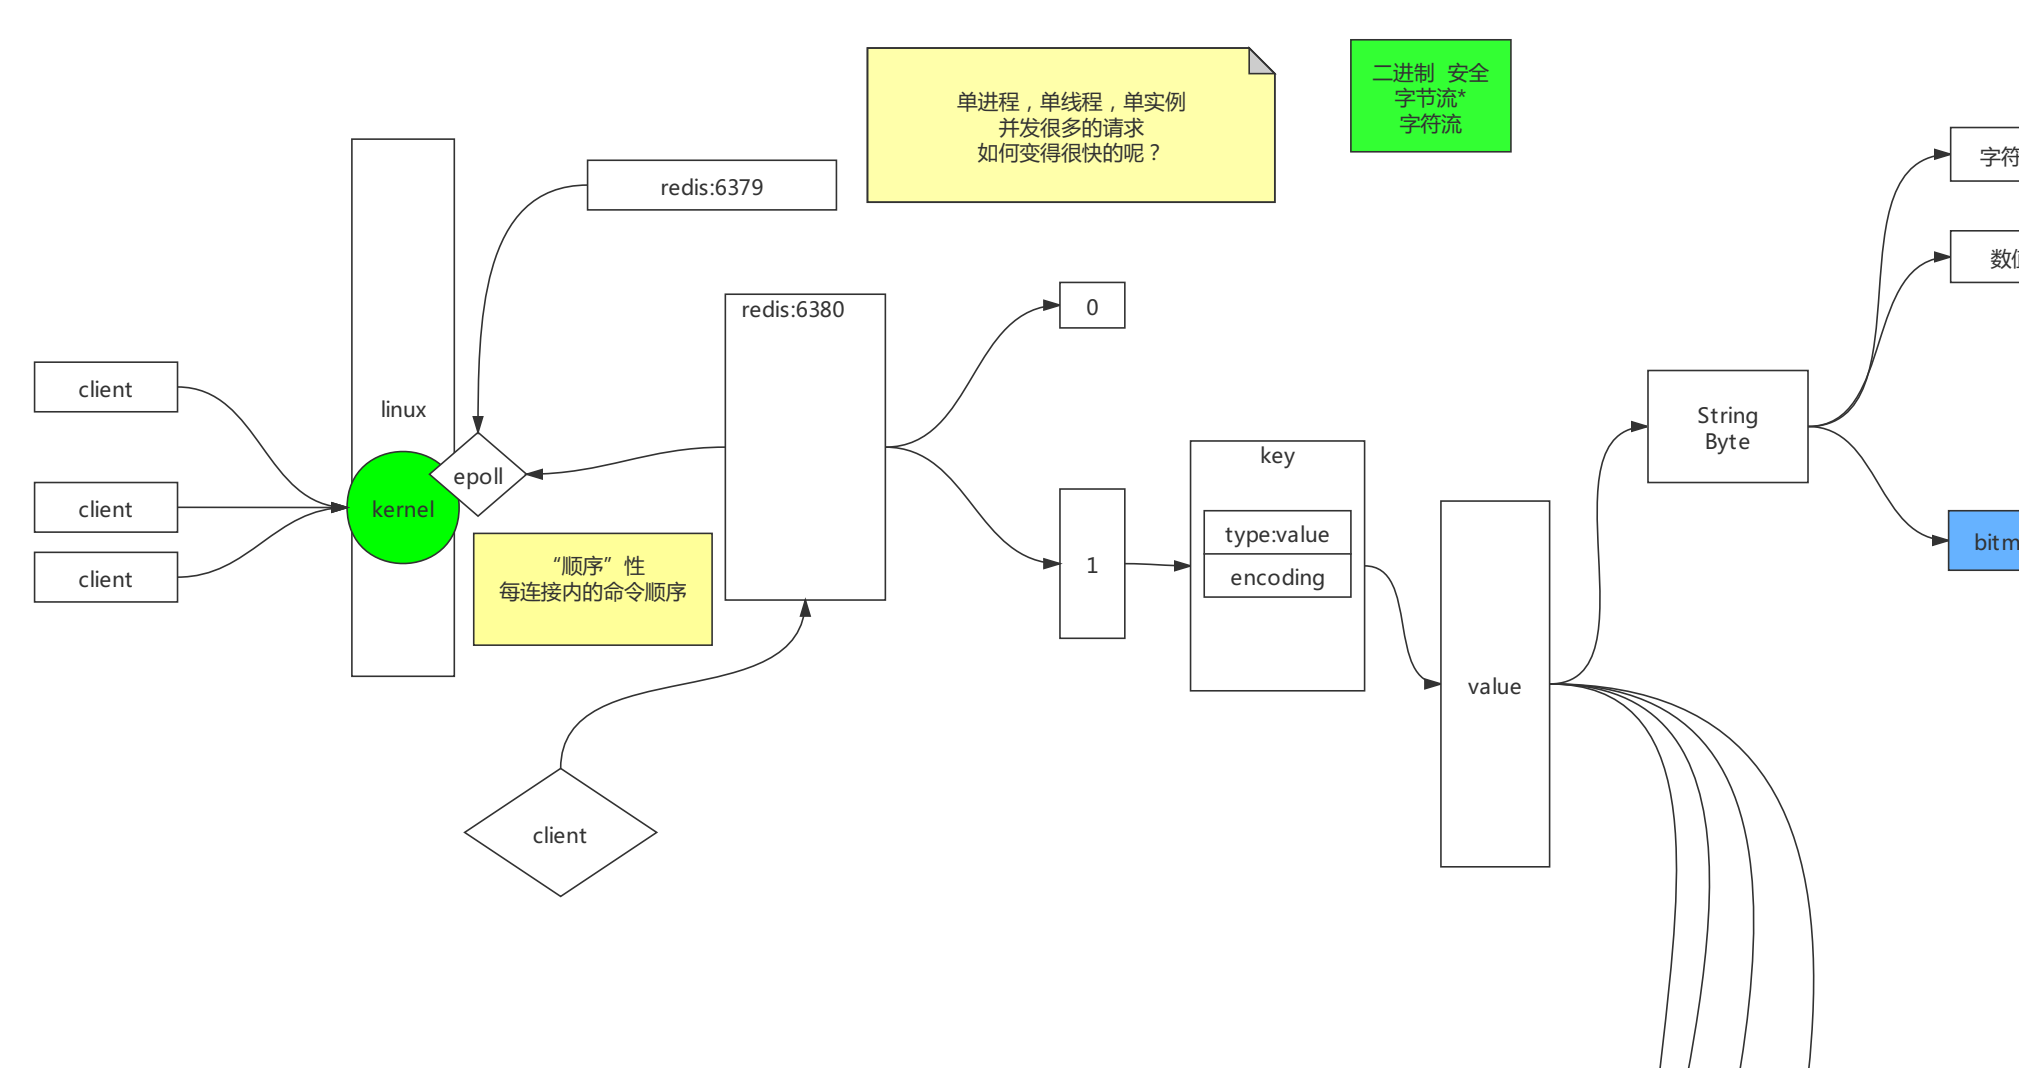 单进程，单线程，单实例
并发很多的请求
如何变得很快的呢？
二进制 安全
字节流*
字符流
redis:6379
redis:6380
0
client
linux
client
kernel
epoll
client
“顺序”性
每连接内的命令顺序
1
key
type:value
encoding
value
String
Byte
client